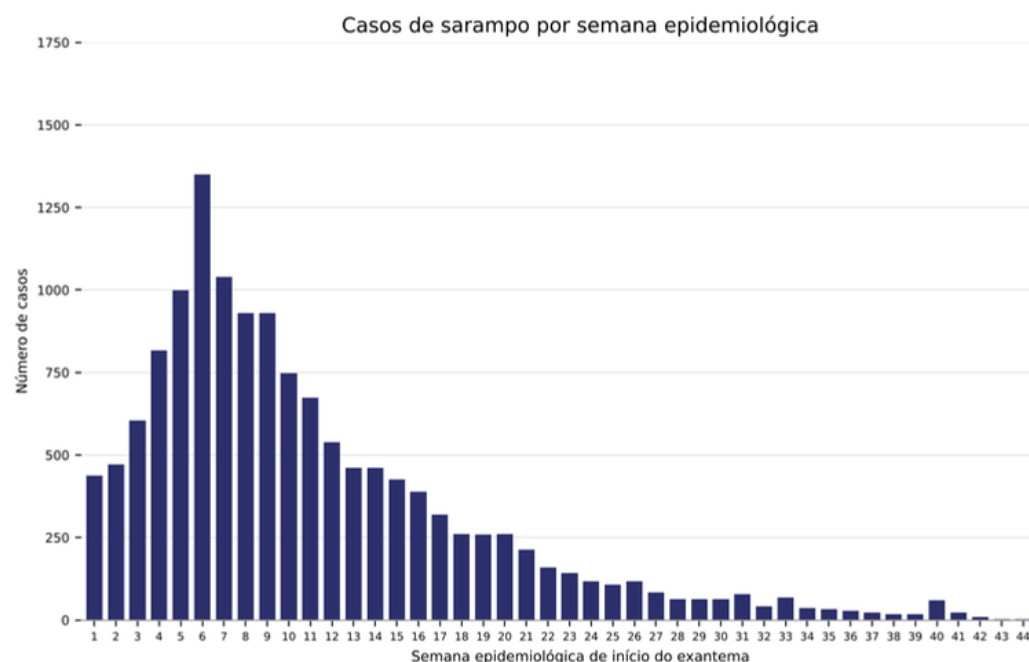 Casos de sarampo por semana epidemiológica
Número de casos
1750
1500
1250
1000
750
500
250
0
1 2 3 4 5 6 7 8 9 10 11 12 13 14 15 16 17 18 19 20 21 22 23 24 25 26 27 28 29 30 31 32 33 34 35 36 37 38 39 40 41 42 43 44
Semana epidemiológica de início do exantema